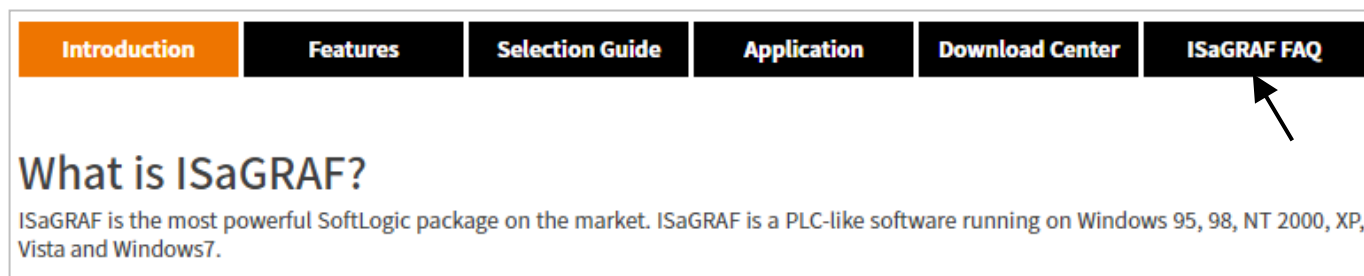 Introduction Features Selection Guide Application Download Center ISaGRAF FAQ
What is ISaGRAF?
ISaGRAF is the most powerful SoftLogic package on the market. ISaGRAF is a PLC-like software running on Windows 95, 98, NT 2000, XP,
Vista and Windows7.